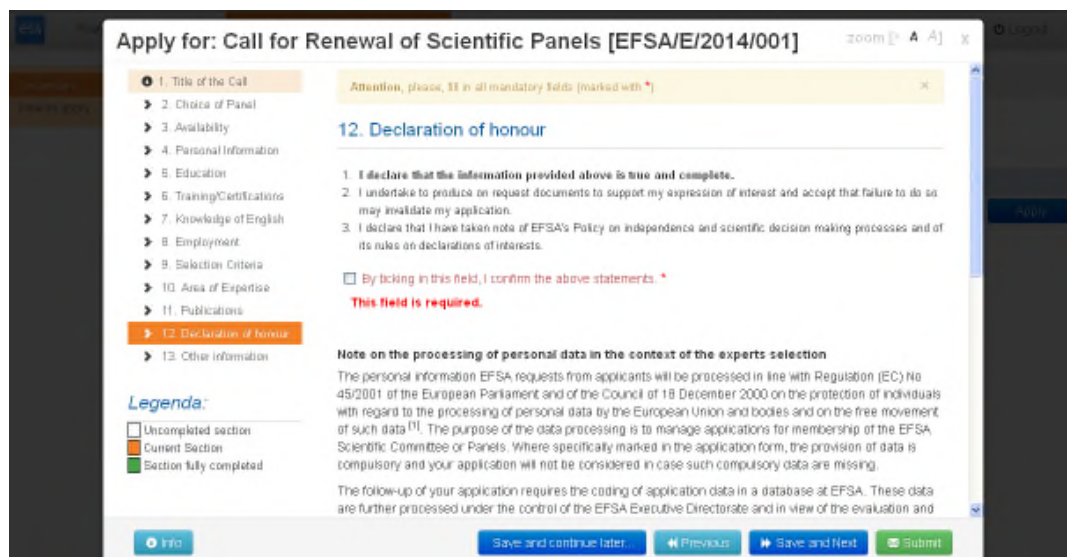 Apply for: Call for Renewal of Scientific Panels [EFSA/E/2014/001]
zoom [ A A ] x
Logout
1. Title of the Call
2. Choice of Panel
3. Availability
4. Personal Information
5. Education
6. Training/Certifications
7. Knowledge of English
8. Employment
9. Selection Criteria
10. Area of Expertise
11. Publications
12. Declaration of honour
13. Other information
Legenda:
Uncompleted section
Current Section
Section fully completed
Attention, please, fill in all mandatory fields (marked with *) ×
12. Declaration of honour
1. I declare that the information provided above is true and complete.
2. I undertake to produce on request documents to support my expression of interest and accept that failure to do so
may invalidate my application.
3. I declare that I have taken note of EFSA's Policy on independence and scientific decision making processes and of
its rules on declarations of interests.
By ticking in this field, I confirm the above statements. *
This field is required.
Note on the processing of personal data in the context of the experts selection
The personal information EFSA requests from applicants will be processed in line with Regulation (EC) No
45/2001 of the European Parliament and of the Council of 18 December 2000 on the protection of individuals
with regard to the processing of personal data by the European Union and bodies and on the free movement
of such data [1]. The purpose of the data processing is to manage applications for membership of the EFSA
Scientific Committee or Panels. Where specifically marked in the application form, the provision of data is
compulsory and your application will not be considered in case such compulsory data are missing.
The follow-up of your application requires the coding of application data in a database at EFSA. These data
are further processed under the control of the EFSA Executive Directorate and in view of the evaluation and
Apply
Info
Save and continue later...
Previous
Save and Next
Submit